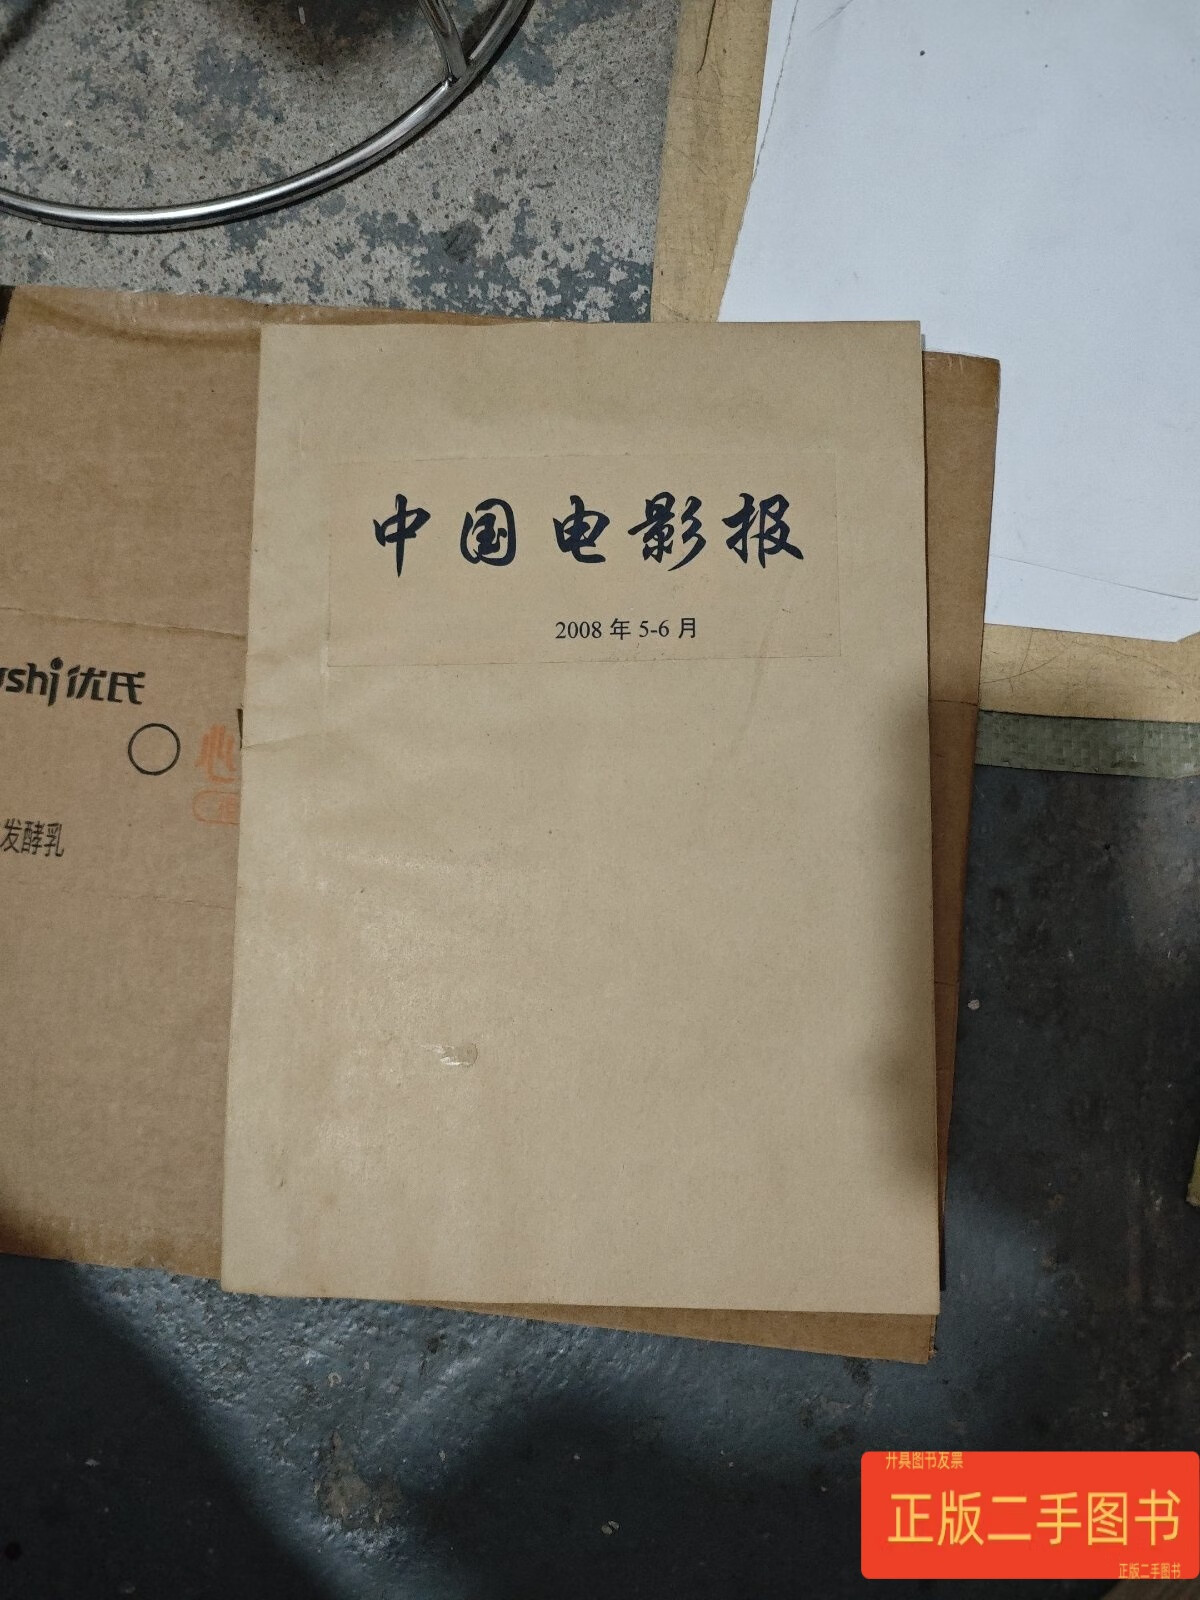 中国电影报
2008年5-6月
shi优氏
心
发酵乳
开具图书发票
正版二手图书
正版二手图书